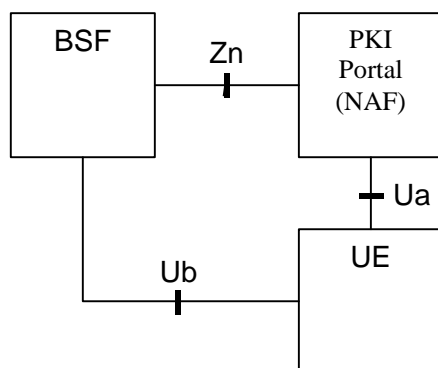 BSF
Zn
PKI
Portal
(NAF)
Ua
UE
Ub